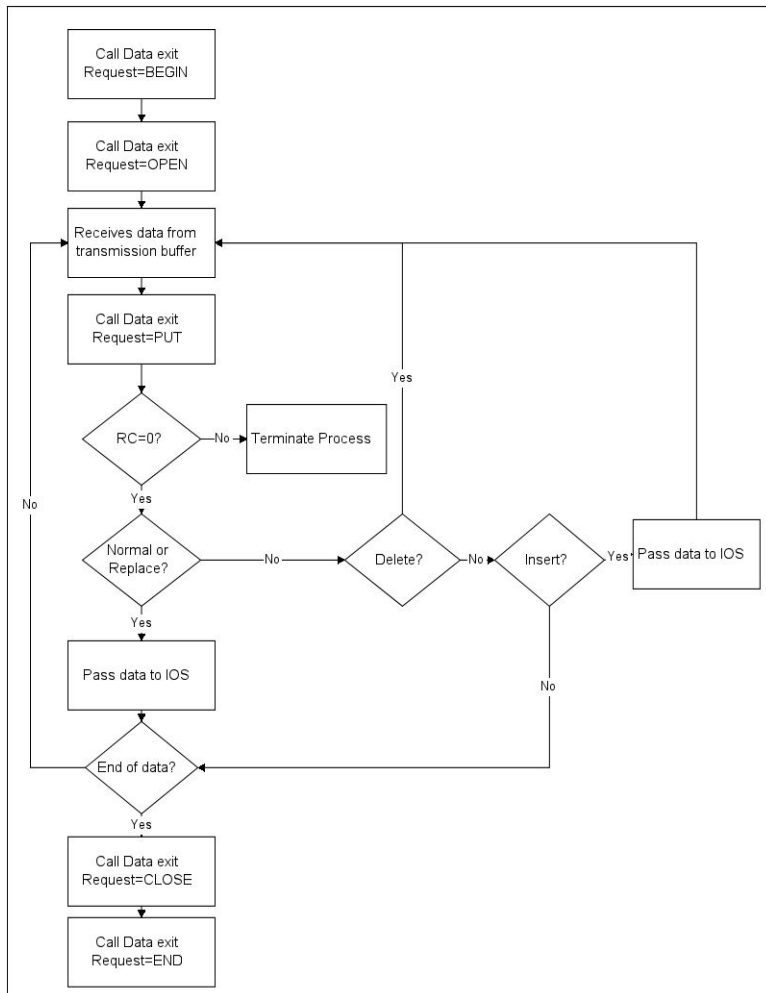 Call Data exit
Request=BEGIN
Call Data exit
Request=OPEN
Receives data from
transmission buffer
Call Data exit
Request=PUT
Yes
RC=0?
No
Terminate Process
No
Yes
Normal or
Replace?
No
Delete?
No
Insert?
Yes
Pass data to IOS
Yes
Pass data to IOS
No
End of data?
Yes
Call Data exit
Request=CLOSE
Call Data exit
Request=END